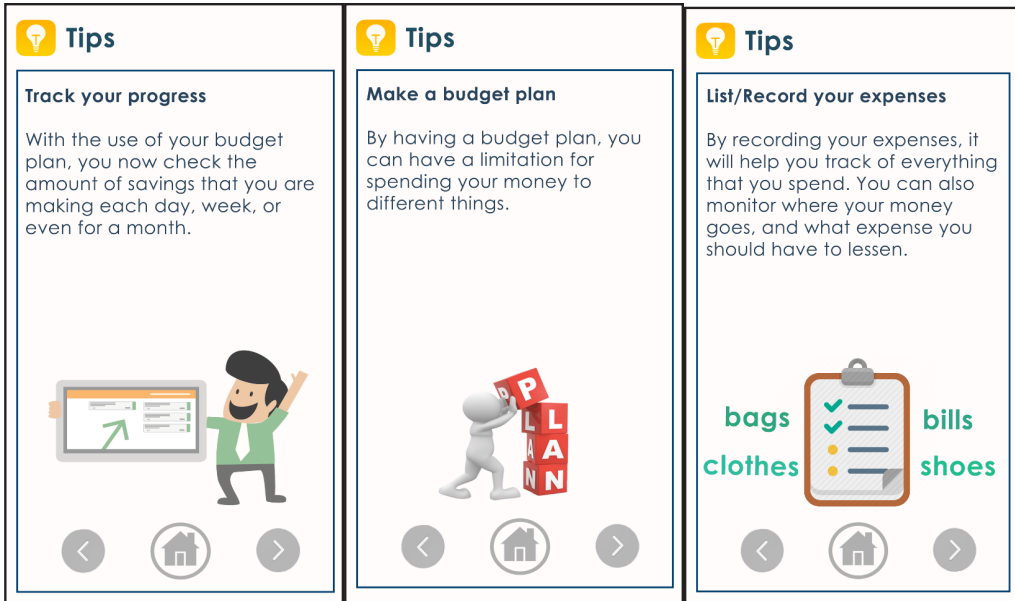 Tips
Track your progress
With the use of your budget
plan, you now check the
amount of savings that you are
making each day, week, or
even for a month.
Tips
Make a budget plan
By having a budget plan, you
can have a limitation for
spending your money to
different things.
P
P
L
L
A
A
N
N
Tips
List/Record your expenses
By recording your expenses, it
will help you track of everything
that you spend. You can also
monitor where your money
goes, and what expense you
should have to lessen.
bags
bills
clothes
shoes